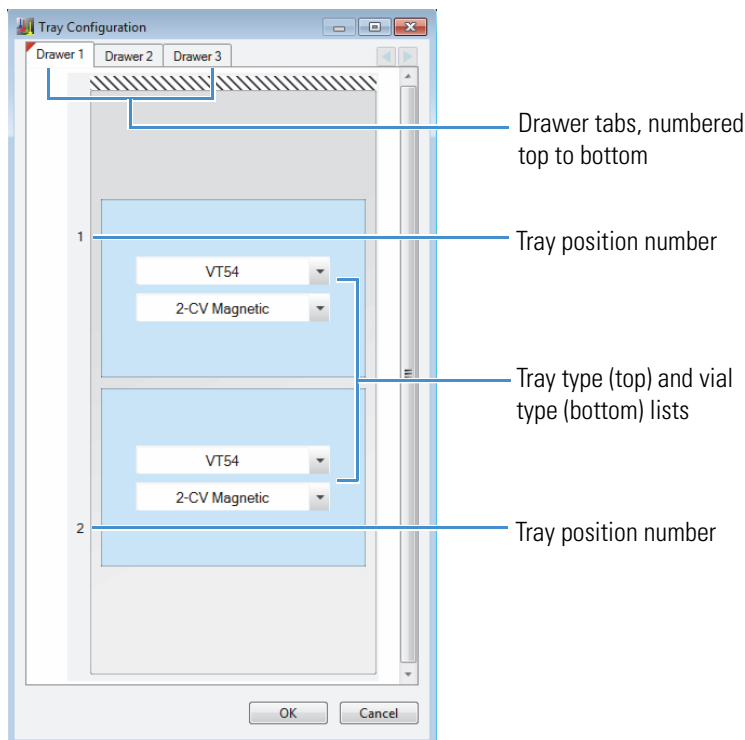 Tray Configuration
Drawer 1 Drawer 2 Drawer 3
Drawer tabs, numbered
top to bottom
1
Tray position number
VT54
2-CV Magnetic
Tray type (top) and vial
type (bottom) lists
VT54
2-CV Magnetic
2
Tray position number
OK Cancel